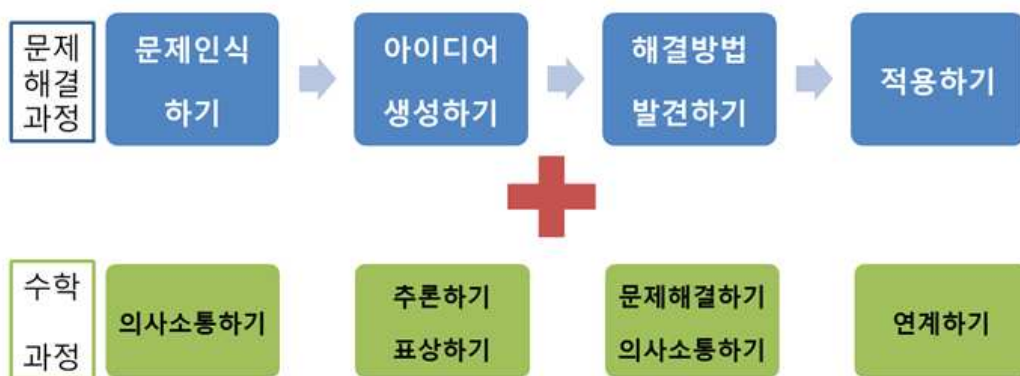 문제
해결
과정
문제인식
하기
아이디어
생성하기
해결방법
발견하기
적용하기
수학
과정
의사소통하기
추론하기
표상하기
문제해결하기
의사소통하기
연계하기